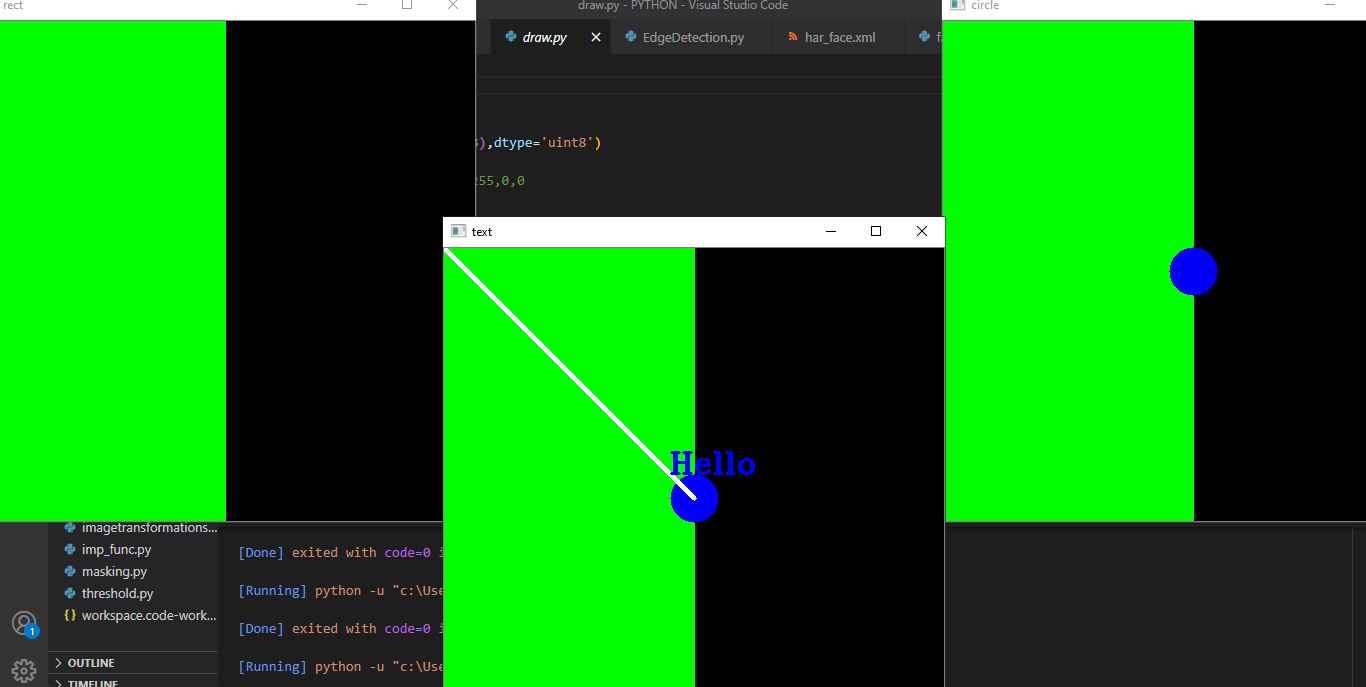 rect
draw.py - PYTHON - Visual Studio Code
circle
draw.py
EdgeDetection.py
har_face.xml
),dtype='uint8')
255,0,0
text
Hello
imagetransformations...
imp_func.py
masking.py
threshold.py
{} workspace.code-work...
1
OUTLINE
TIMELINE
[Done] exited with code=0 i
[Running] python -u "c:\Use
[Done] exited with code=0 i
[Running] python -u "c:\Use